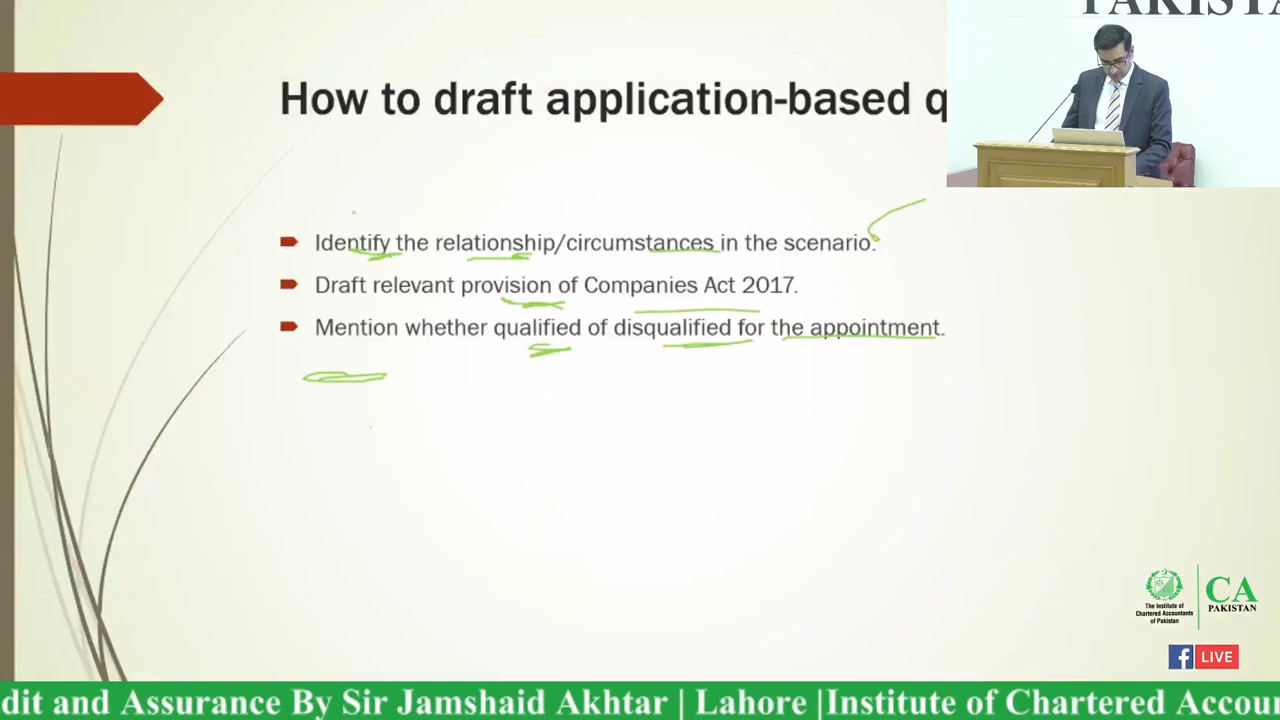 PAKISTA
How to draft application-based q
Identify the relationship/circumstances in the scenario.
Draft relevant provision of Companies Act 2017.
Mention whether qualified of disqualified for the appointment.
The Institute of
Chartered Accountants
of Pakistan
CA
PAKISTAN
f LIVE
dit and Assurance By Sir Jamshaid Akhtar | Lahore |Institute of Chartered Accour